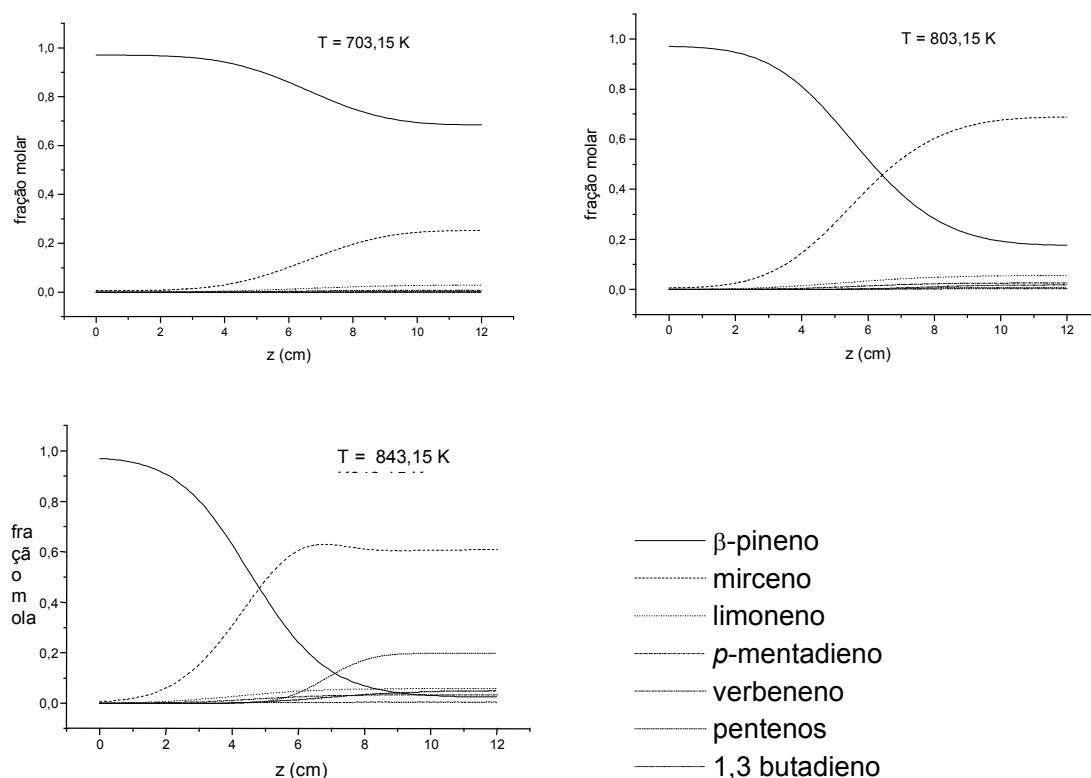 T = 703,15 K
1,0
0,8
0,6
0,4
0,2
0,0
fração molar
0
2
4
6
8
10
12
z (cm)
T = 803,15 K
1,0
0,8
0,6
0,4
0,2
0,0
fração molar
0
2
4
6
8
10
12
z (cm)
T = 843,15 K
1,0
0,8
0,6
0,4
0,2
0,0
fra
çã
o
m
ola
0
2
4
6
8
10
12
z (cm)
β-pineno
mirceno
limoneno
p-mentadieno
verbeneno
pentenos
1,3 butadieno